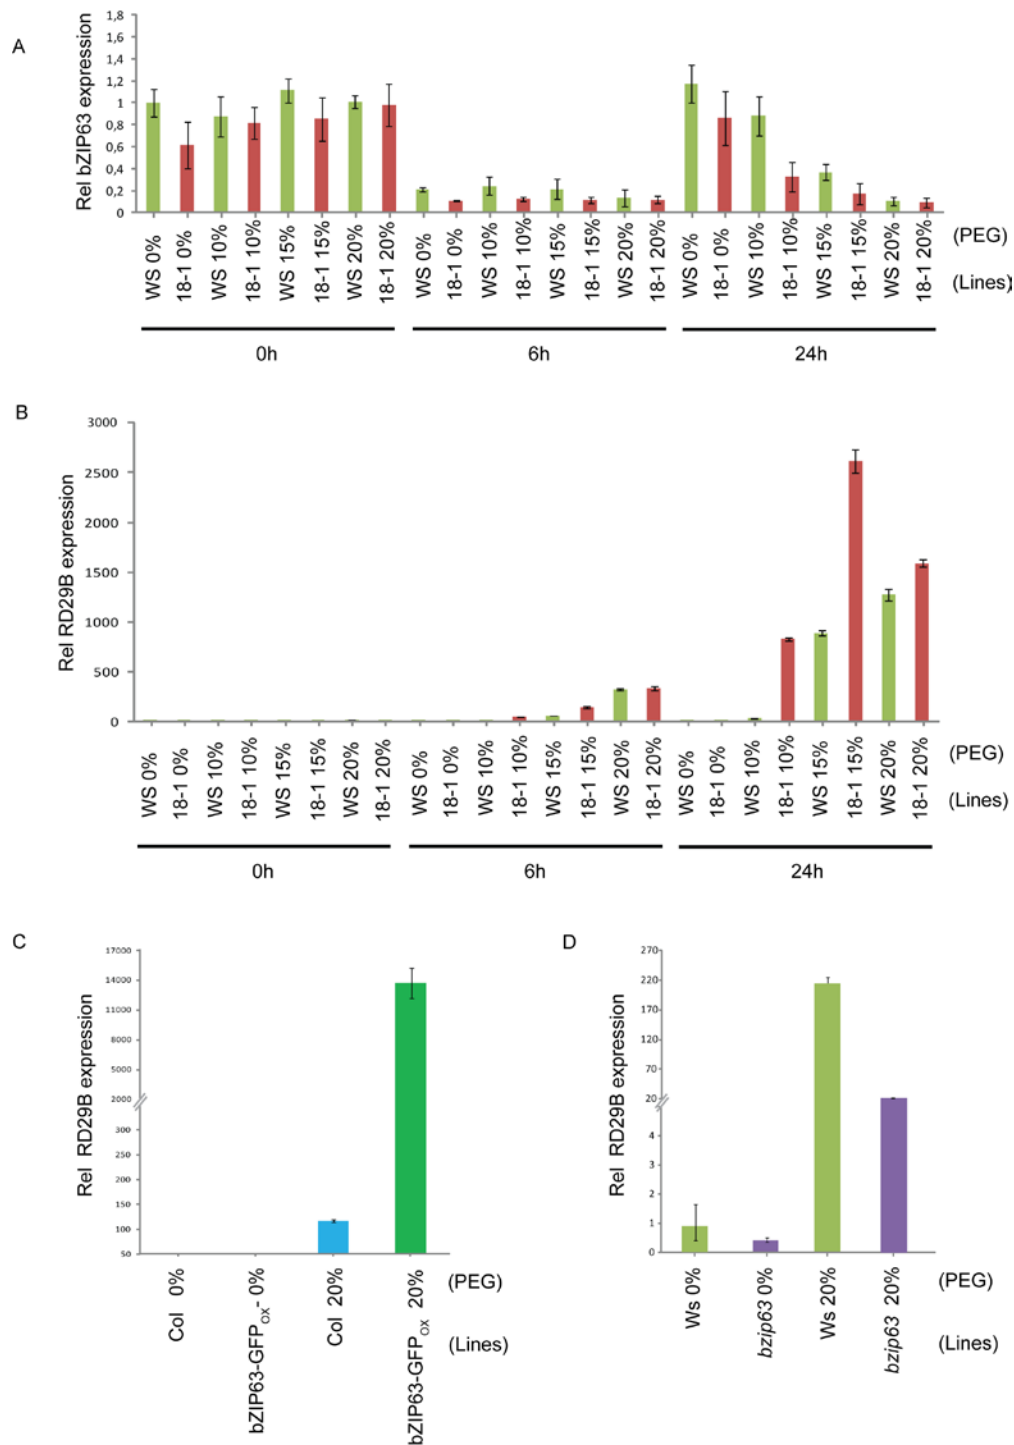 A
Rel bZIP63 expression
1,8
1,6
1,4
1,2
1
0,8
0,6
0,4
0,2
0
WS 0%
18-1 0%
WS 10%
18-1 10%
WS 15%
18-1 15%
WS 20%
18-1 20%
WS 0%
18-1 0%
WS 10%
18-1 10%
WS 15%
18-1 15%
WS 20%
18-1 20%
WS 0%
18-1 0%
WS 10%
18-1 10%
WS 15%
18-1 15%
WS 20%
18-1 20%
(PEG)
(Lines)
0h
6h
24h
B
Rel RD29B expression
3000
2500
2000
1500
1000
500
0
WS 0%
18-1 0%
WS 10%
18-1 10%
WS 15%
18-1 15%
WS 20%
18-1 20%
WS 0%
18-1 0%
WS 10%
18-1 10%
WS 15%
18-1 15%
WS 20%
18-1 20%
WS 0%
18-1 0%
WS 10%
18-1 10%
WS 15%
18-1 15%
WS 20%
18-1 20%
(PEG)
(Lines)
0h
6h
24h
C
Rel RD29B expression
17000
14000
11000
8000
5000
2000
300
250
200
150
100
50
Col 0%
bZIP63-GFPOX- 0%
Col 20%
bZIP63-GFPOX 20%
(PEG)
(Lines)
D
Rel RD29B expression
270
220
170
120
70
20
4
3
2
1
0
Ws 0%
bzip63 0%
Ws 20%
bzip63 20%
(PEG)
(Lines)